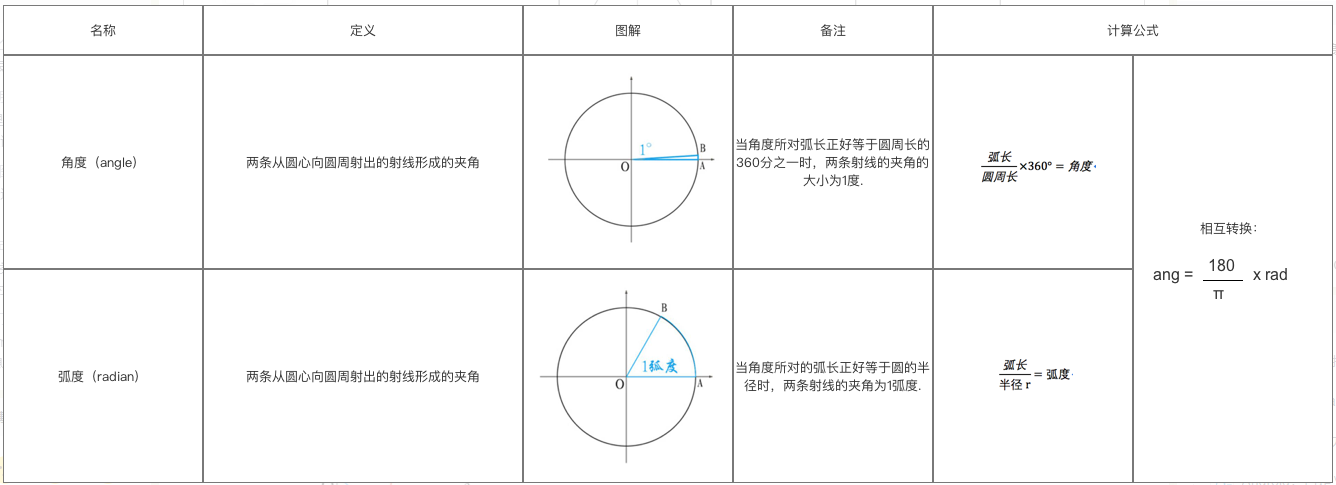 名称
定义
图解
备注
计算公式
角度（angle）
两条从圆心向圆周射出的射线形成的夹角
1°
B
O
A
当角度所对弧长正好等于圆周长的
360分之一时，两条射线的夹角的
大小为1度.
弧长
圆周长
×360° = 角度
相互转换：
ang =
180
π
x rad
弧度（radian）
两条从圆心向圆周射出的射线形成的夹角
B
1弧度
O
A
当角度所对的弧长正好等于圆的半
径时，两条射线的夹角为1弧度.
弧长
半径 r
= 弧度